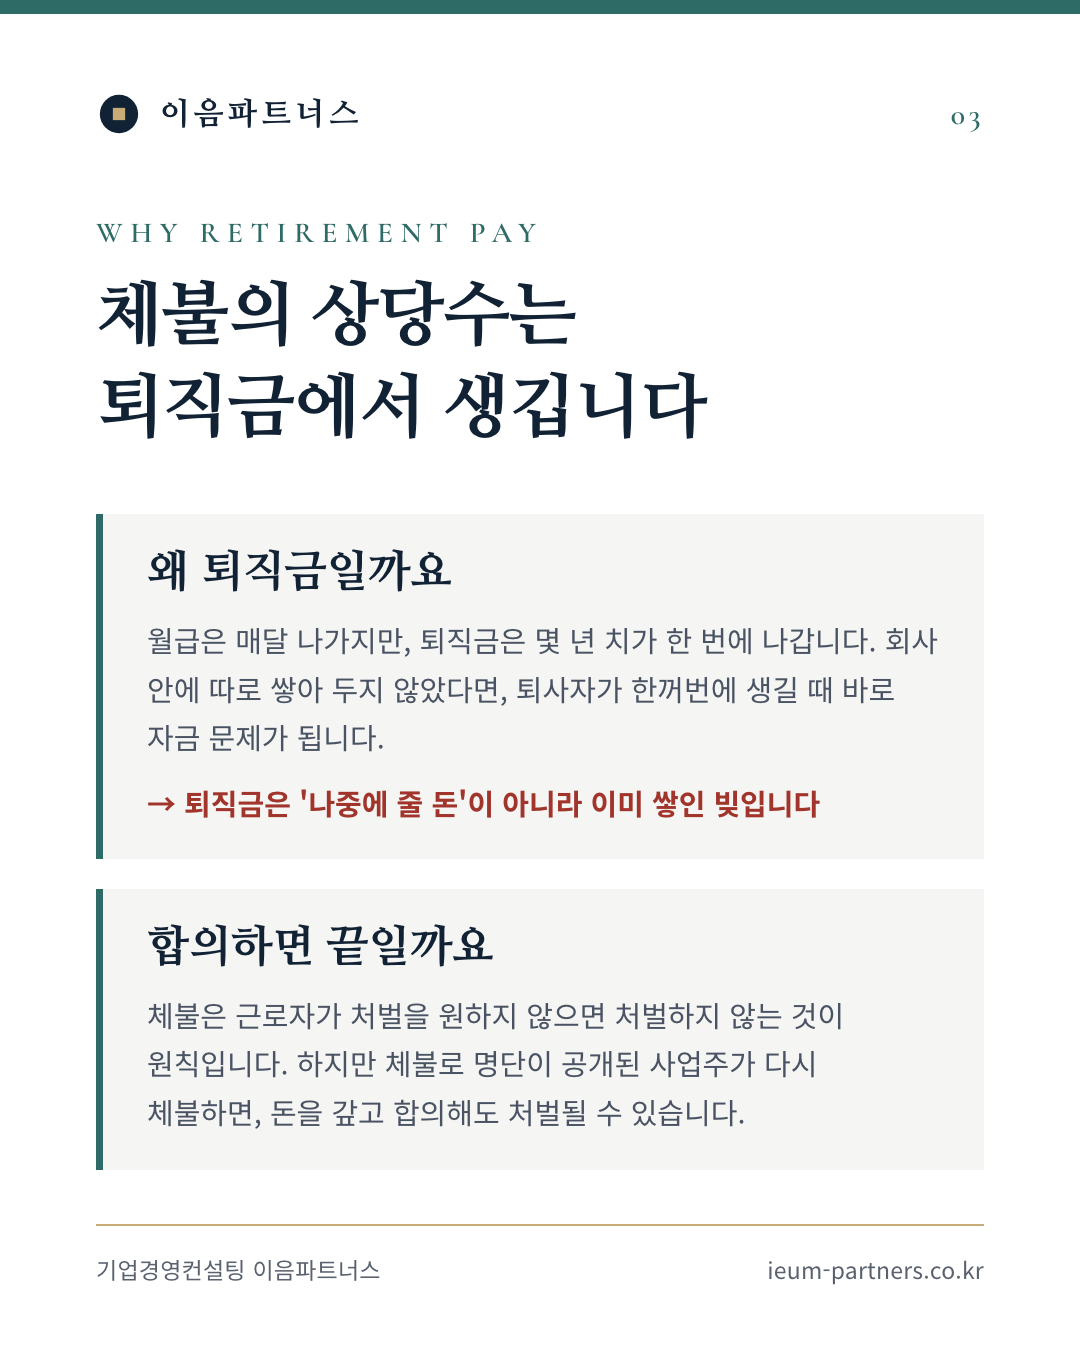 이음파트너스
03
WHY RETIREMENT PAY
체불의 상당수는
퇴직금에서 생깁니다
왜 퇴직금일까요
월급은 매달 나가지만, 퇴직금은 몇 년 치가 한 번에 나갑니다. 회사
안에 따로 쌓아 두지 않았다면, 퇴사자가 한꺼번에 생길 때 바로
자금 문제가 됩니다.
→ 퇴직금은 '나중에 줄 돈'이 아니라 이미 쌓인 빚입니다
합의하면 끝일까요
체불은 근로자가 처벌을 원하지 않으면 처벌하지 않는 것이
원칙입니다. 하지만 체불로 명단이 공개된 사업주가 다시
체불하면, 돈을 갚고 합의해도 처벌될 수 있습니다.
기업경영컨설팅 이음파트너스
ieum-partners.co.kr